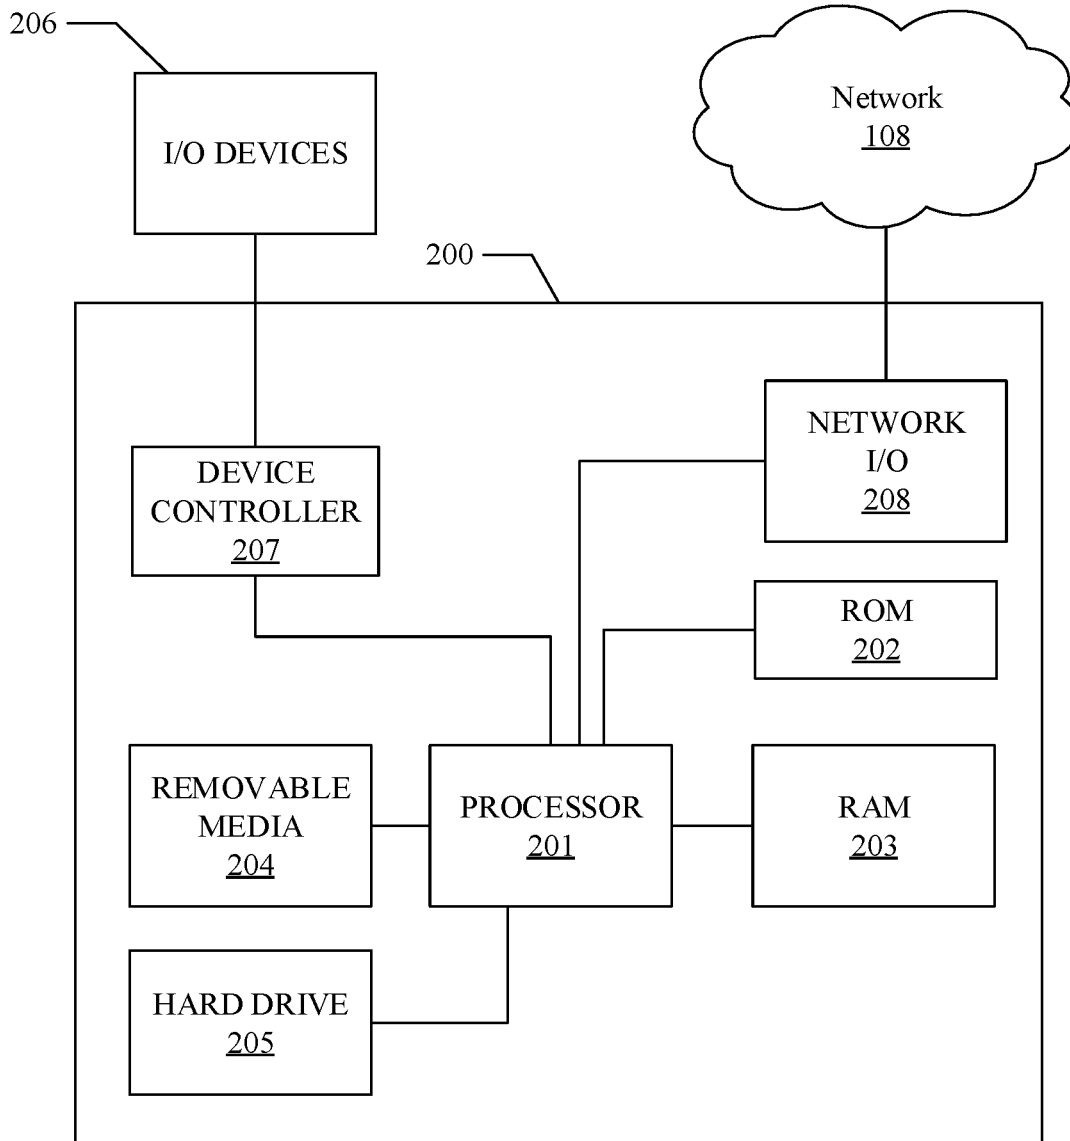 206
I/O DEVICES
Network
108
200
NETWORK
I/O
208
DEVICE
CONTROLLER
207
ROM
202
REMOVABLE
MEDIA
204
PROCESSOR
201
RAM
203
HARD DRIVE
205